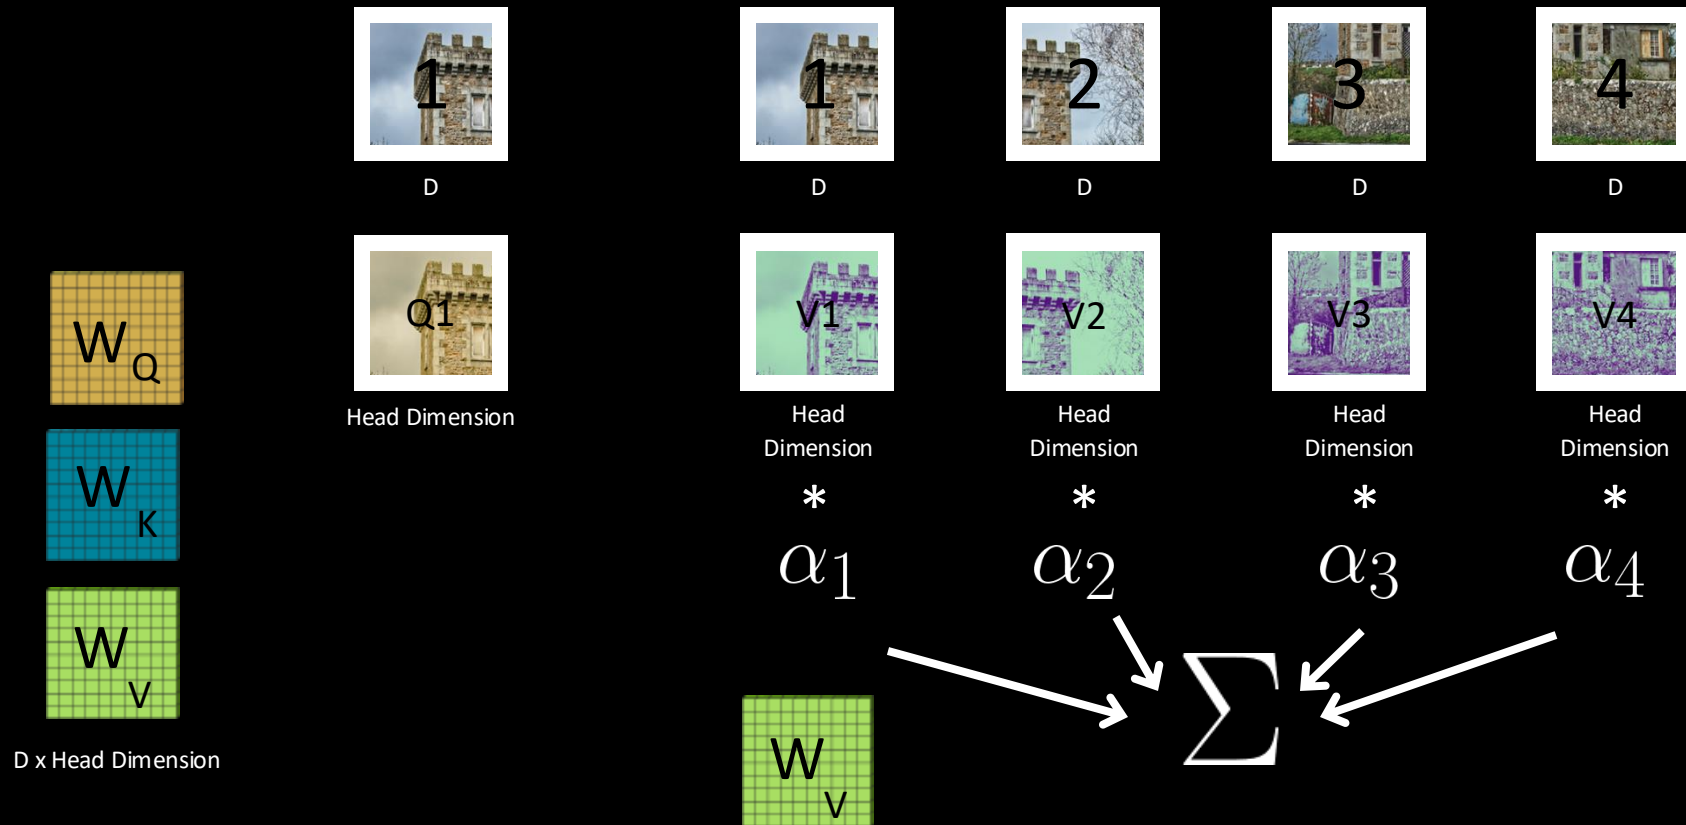 1
1
2
3
4
D
D
D
D
D
Q1
V1
V2
V3
V4
W Q
Head Dimension
Head
Dimension
Head
Dimension
Head
Dimension
Head
Dimension
W K
*
*
*
*
α1
α2
α3
α4
W V
∑
D x Head Dimension
W V